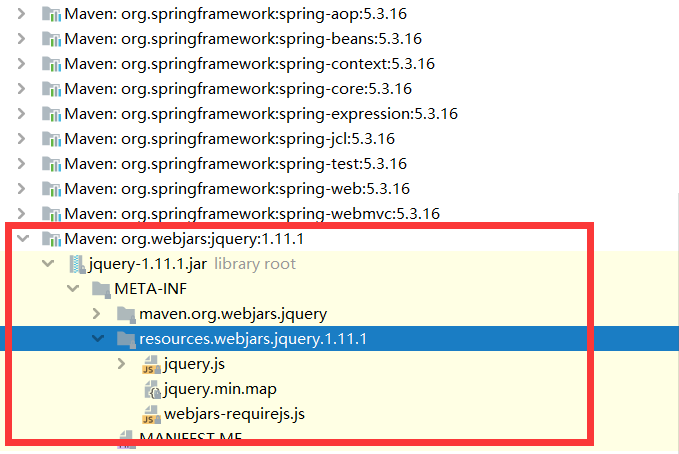 Maven: org.springframework:spring-aop:5.3.16
Maven: org.springframework:spring-beans:5.3.16
Maven: org.springframework:spring-context:5.3.16
Maven: org.springframework:spring-core:5.3.16
Maven: org.springframework:spring-expression:5.3.16
Maven: org.springframework:spring-jcl:5.3.16
Maven: org.springframework:spring-test:5.3.16
Maven: org.springframework:spring-web:5.3.16
Maven: org.springframework:spring-webmvc:5.3.16
Maven: org.webjars:jquery:1.11.1
jquery-1.11.1.jar library root
META-INF
maven.org.webjars.jquery
resources.webjars.jquery.1.11.1
JS jquery.js
jquery.min.map
JS webjars-requirejs.js
MANIFEST.MF